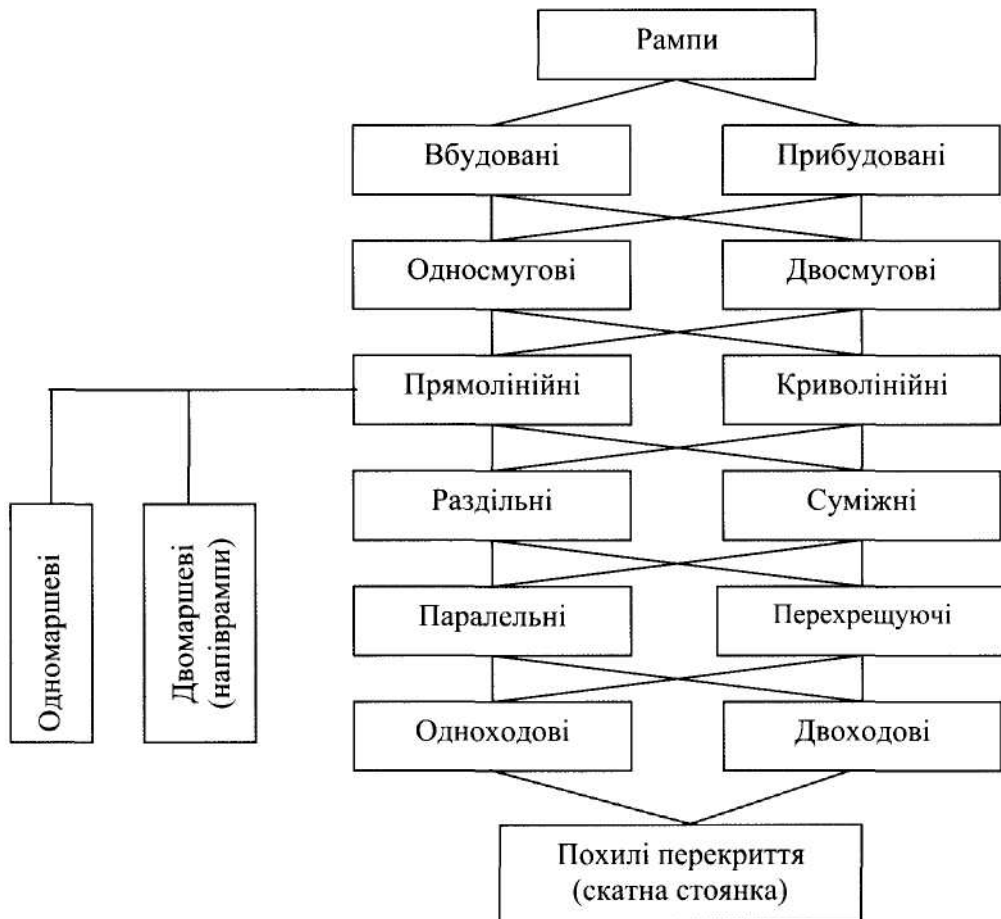 Рампи
Вбудовані
Прибудовані
Односмугові
Двосмугові
Прямолінійні
Криволінійні
Раздільні
Суміжні
Одномаршеві
Двомаршеві
(напіврампи)
Паралельні
Перехрещуючі
Одноходові
Двоходові
Похилі перекриття
(скатна стоянка)